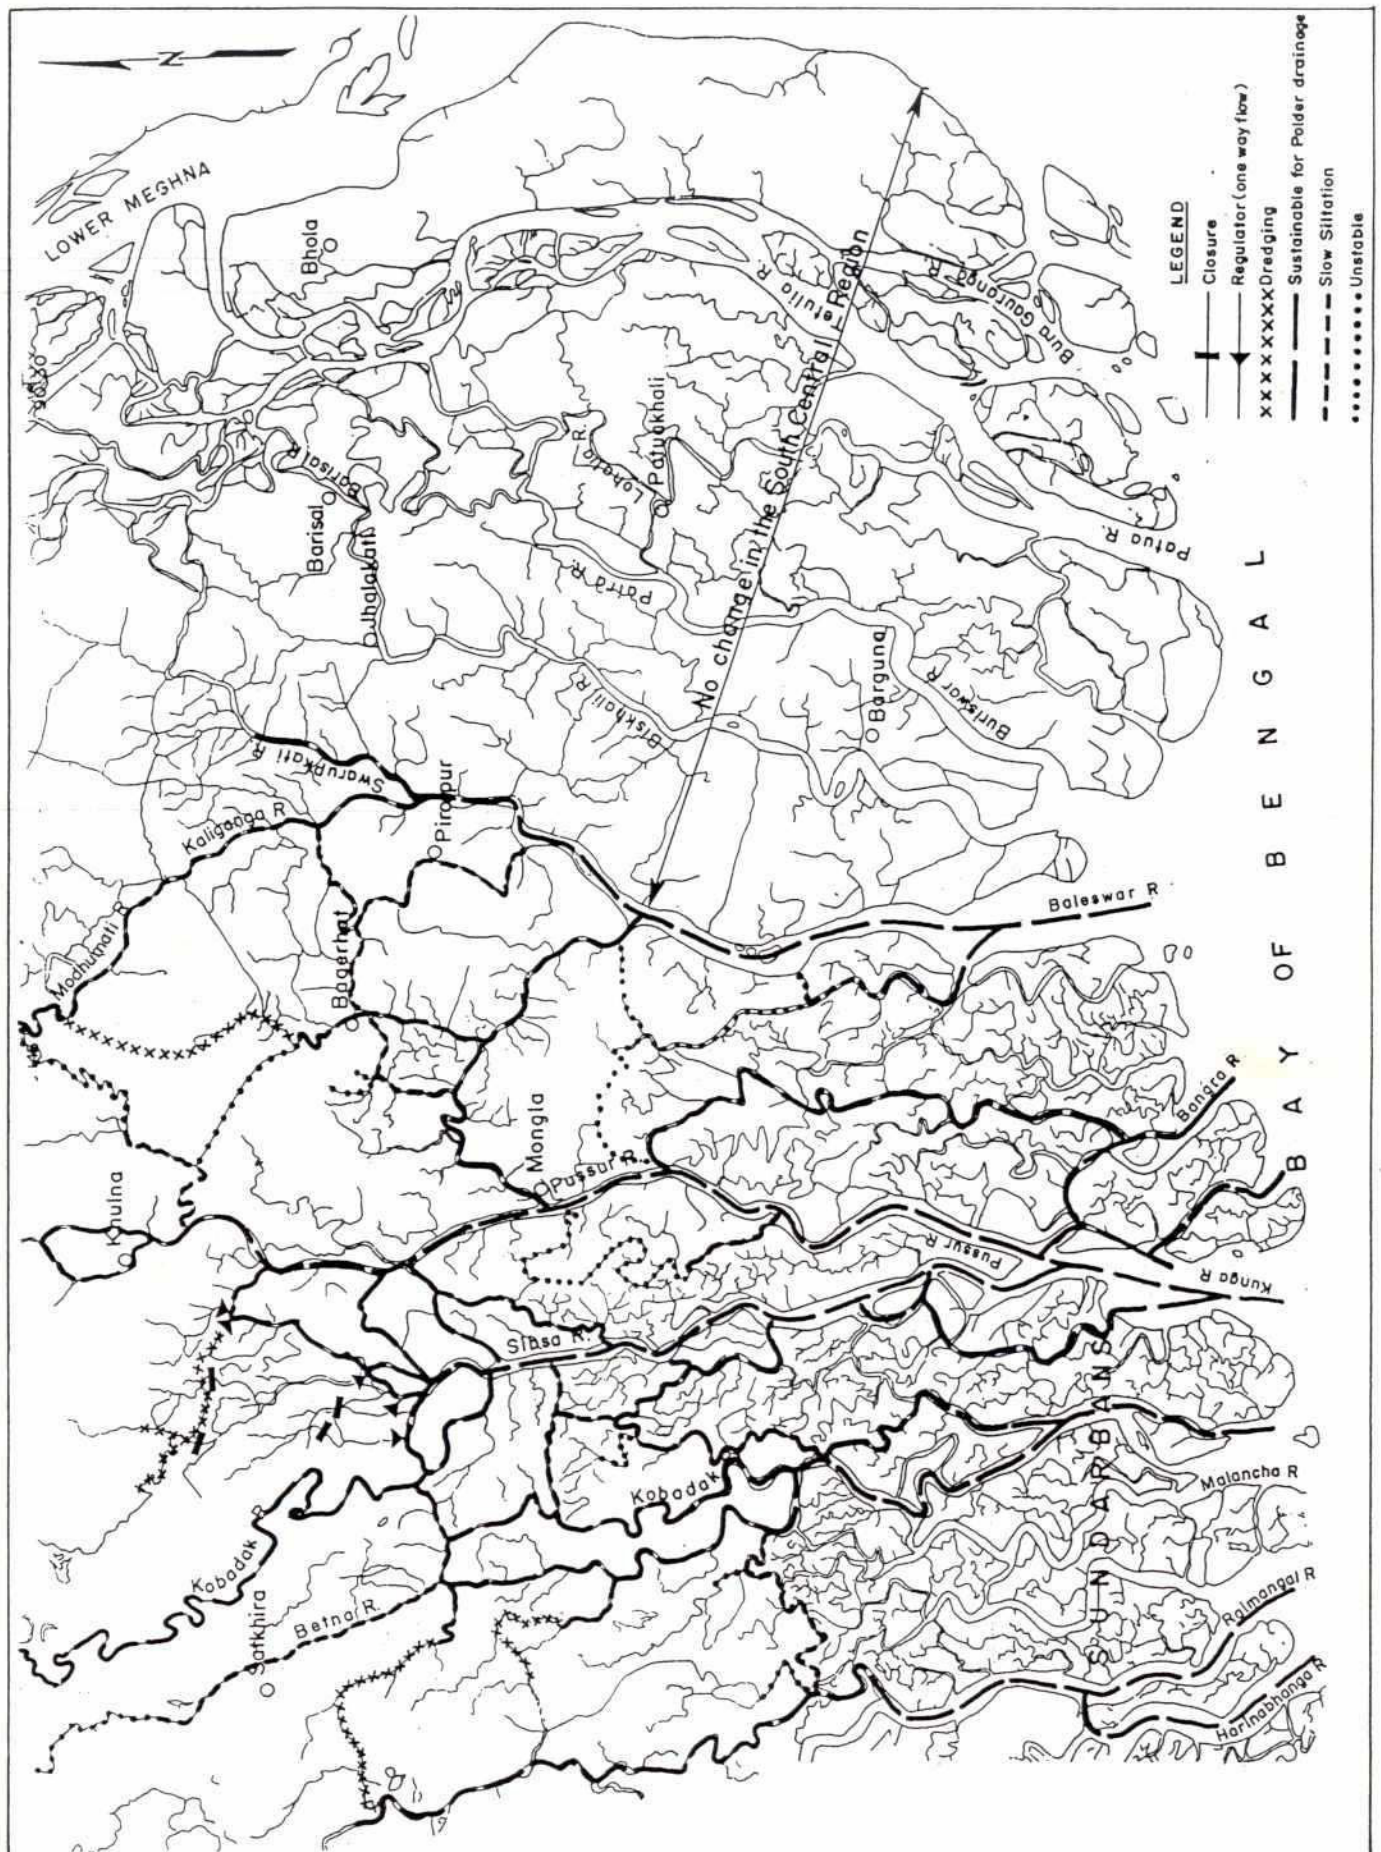 N
LOWER MEGHNA
Bhola
Barisal
Barisal R.
Jhalakati
Lohalia R.
Patuakhali
Tetulia R.
Bura Gauranga R.
Patra R.
Patua R.
No change in the South Central Region
Biskhali R.
Barguna
Buriswar R
Swarupkati R
Kaliganga R
Pirojpur
Modhumati R
Bagerhat
Baleswar R
Khulna
Mongla
Pussur R.
Pussur R
Bangra R
Kunga R
Sibsa R.
Kobadak R
Kobadak
Satkhira
Betna R.
Malancha R
Raimangal R
Harinabhanga R
SUNDARBANS
BAY OF BENGAL
LEGEND
Closure
Regulator (one way flow)
Dredging
Sustainable for Polder drainage
Slow Siltation
Unstable